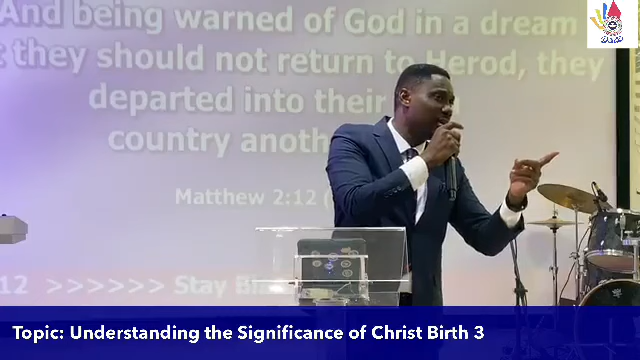 And being warned of God in a dream
they should not return to Herod, they
departed into their
country anoth
Matthew 2:12 (
12 >>>>>> Stay
Topic: Understanding the Significance of Christ Birth 3